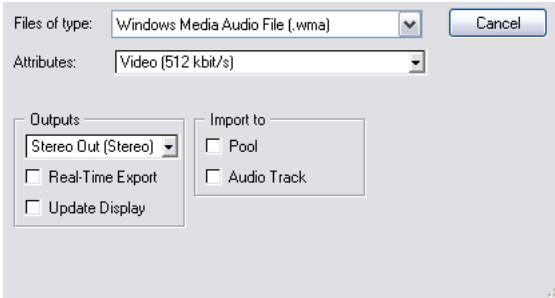 Files of type: Windows Media Audio File (.wma) Cancel
Attributes: Video (512 kbit/s)
Outputs Import to
Stereo Out (Stereo) Pool
Real-Time Export Audio Track
Update Display